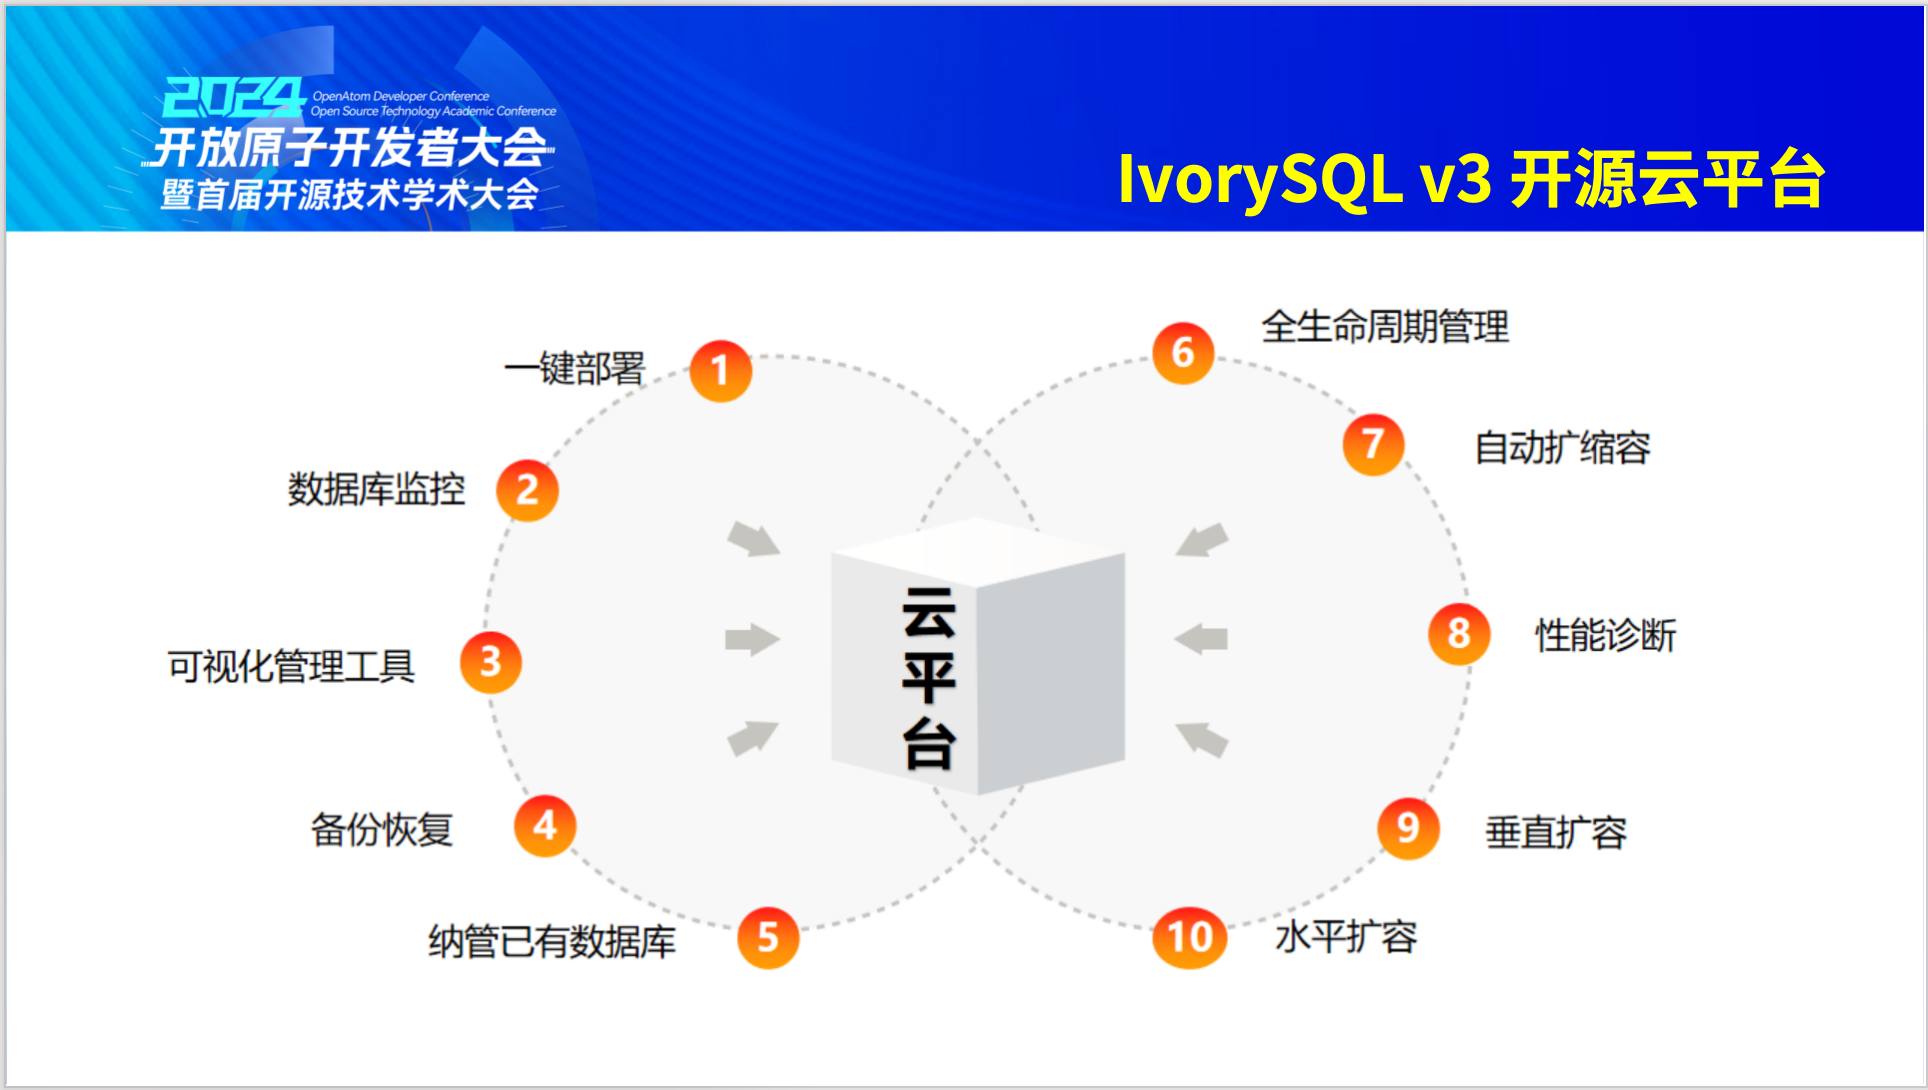 2024
OpenAtom Developer Conference
Open Source Technology Academic Conference
开放原子开发者大会
暨首届开源技术学术大会
IvorySQL v3 开源云平台
一键部署
1
数据库监控
2
可视化管理工具
3
备份恢复
4
纳管已有数据库
5
云
平
台
6
全生命周期管理
7
自动扩缩容
8
性能诊断
9
垂直扩容
10
水平扩容